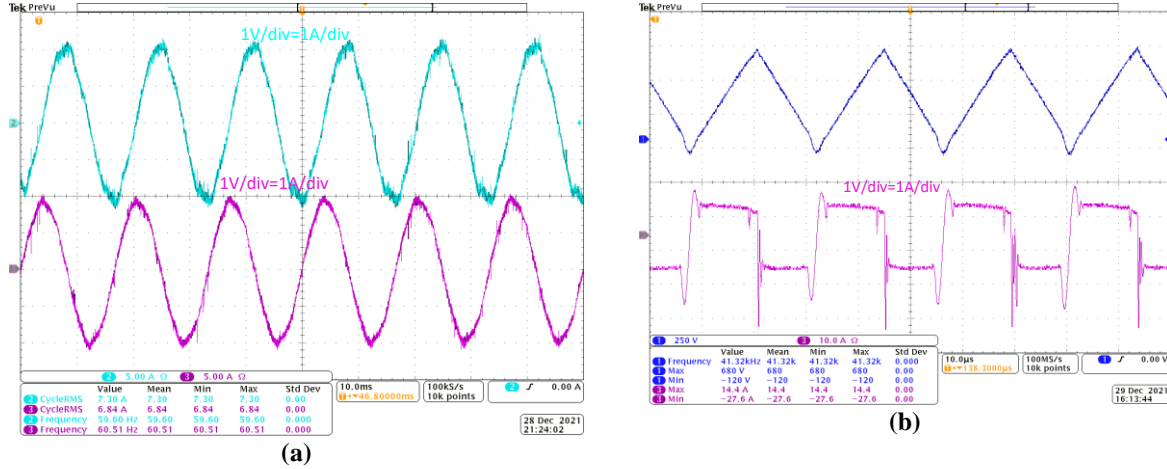 Tek PreVu
1V/div=1A/div
1V/div=1A/div
2 5.00 A Ω 3 5.00 A Ω
Value Mean Min Max Std Dev
2 CycleRMS 7.30 A 7.30 7.30 7.30 0.00
3 CycleRMS 6.84 A 6.84 6.84 6.84 0.00
2 Frequency 59.60 Hz 59.60 59.60 59.60 0.000
3 Frequency 60.51 Hz 60.51 60.51 60.51 0.000
10.0ms 100kS/s 2 0.00 A
46.80000ms 10k points
28 Dec 2021
21:24:02
(a)
Tek PreVu
1V/div=1A/div
1 250 V 3 10.0 A Ω
Value Mean Min Max Std Dev
1 Frequency 41.32kHz 41.32k 41.32k 41.32k 0.000
1 Max 680 V 680 680 680 0.00
1 Min -120 V -120 -120 -120 0.00
3 Max 14.4 A 14.4 14.4 14.4 0.00
3 Min -27.6 A -27.6 -27.6 -27.6 0.00
10.0µs 100MS/s 1 0.00 V
138.3000µs 10k points
29 Dec 2021
16:13:44
(b)